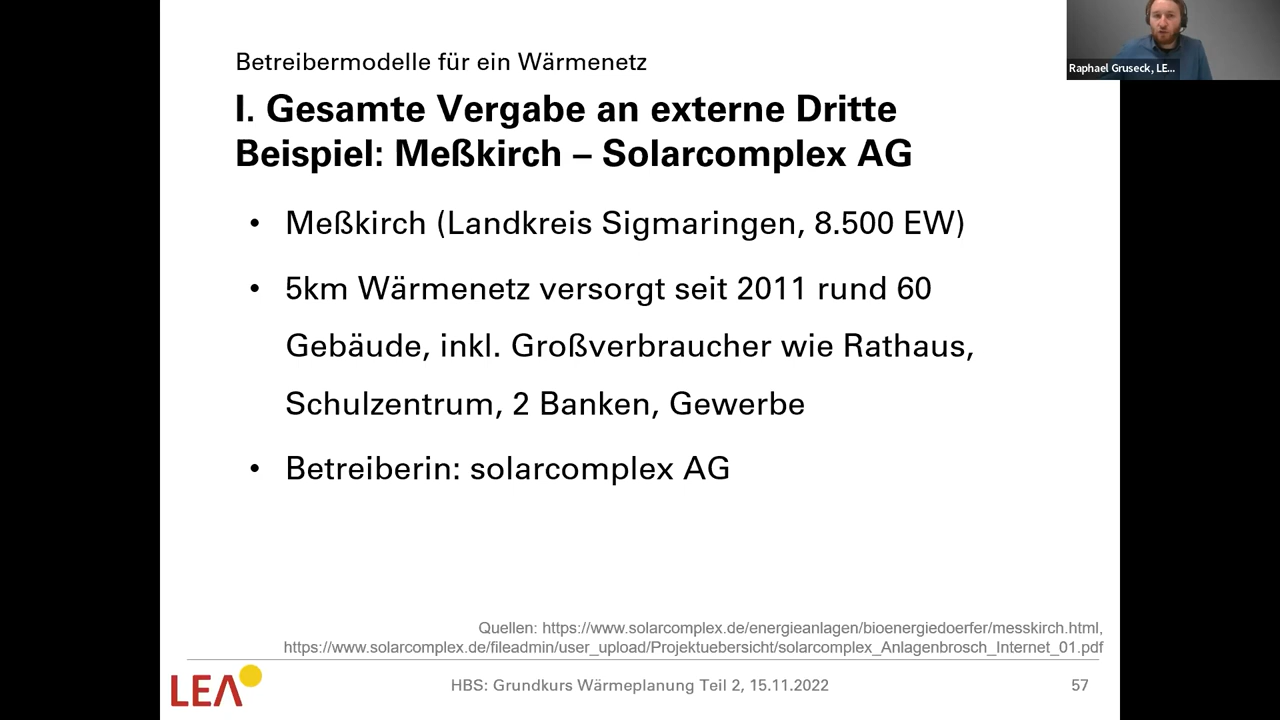 Betreibermodelle für ein Wärmenetz
I. Gesamte Vergabe an externe Dritte
Beispiel: Meßkirch – Solarcomplex AG
• Meßkirch (Landkreis Sigmaringen, 8.500 EW)
• 5km Wärmenetz versorgt seit 2011 rund 60
Gebäude, inkl. Großverbraucher wie Rathaus,
Schulzentrum, 2 Banken, Gewerbe
• Betreiberin: solarcomplex AG
Quellen: https://www.solarcomplex.de/energieanlagen/bioenergiedoerfer/messkirch.html,
https://www.solarcomplex.de/fileadmin/user_upload/Projektuebersicht/solarcomplex_Anlagenbrosch_Internet_01.pdf
LEA
HBS: Grundkurs Wärmeplanung Teil 2, 15.11.2022
57
Raphael Gruseck, LE...